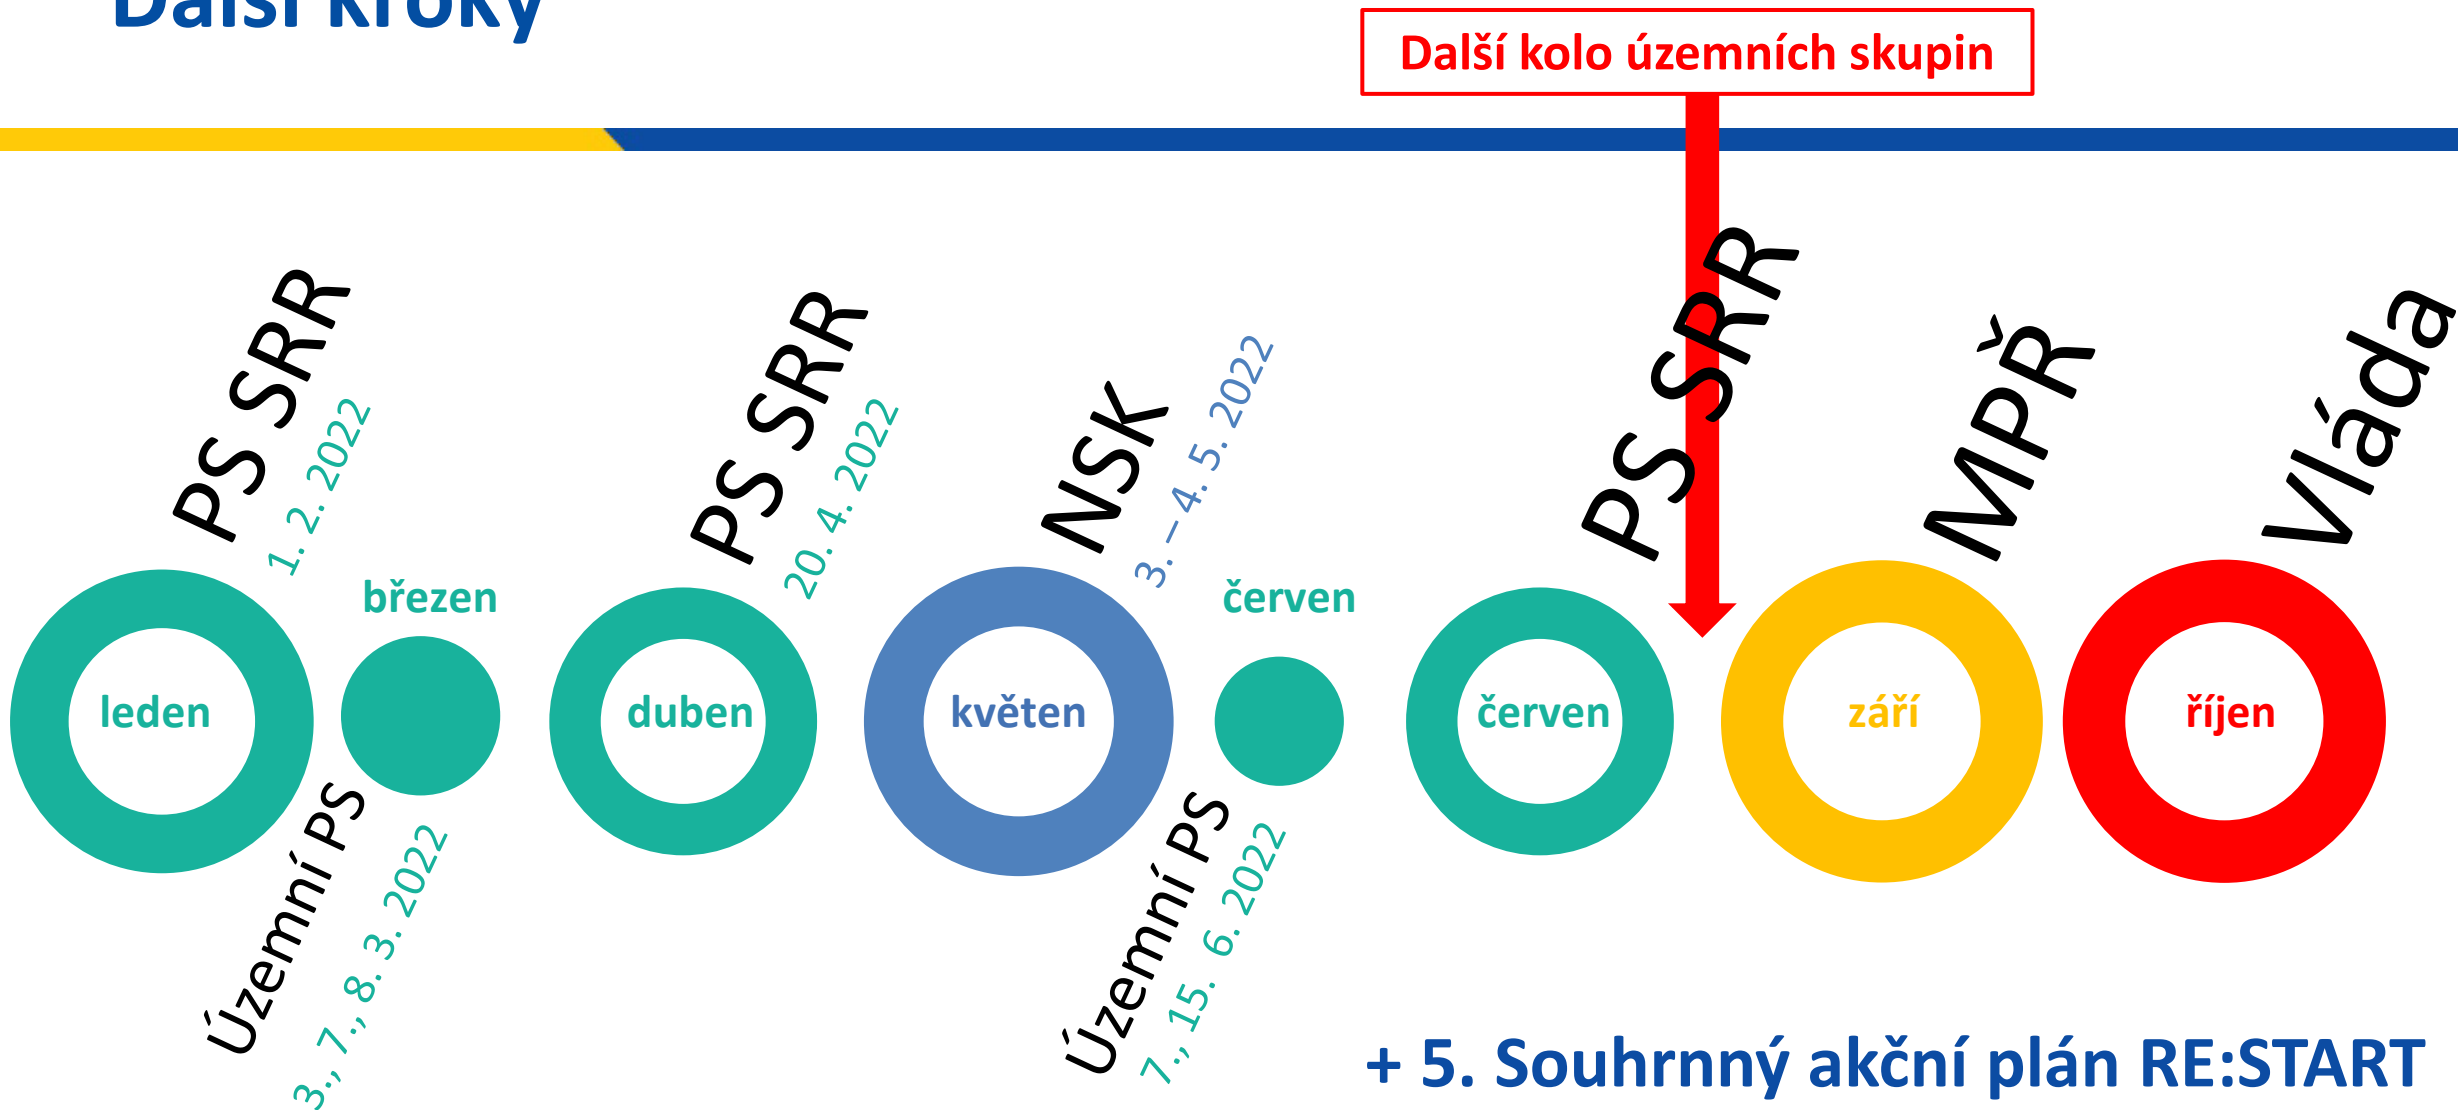 Další kroky
Další kolo územních skupin
PS SRR
1. 2. 2022
leden
březen
Územní PS
3., 7., 8. 3. 2022
PS SRR
20. 4. 2022
duben
NSK
3. – 4. 5. 2022
květen
červen
Územní PS
7., 15. 6. 2022
PS SRR
červen
MPŘ
září
Vláda
říjen
+ 5. Souhrnný akční plán RE:START